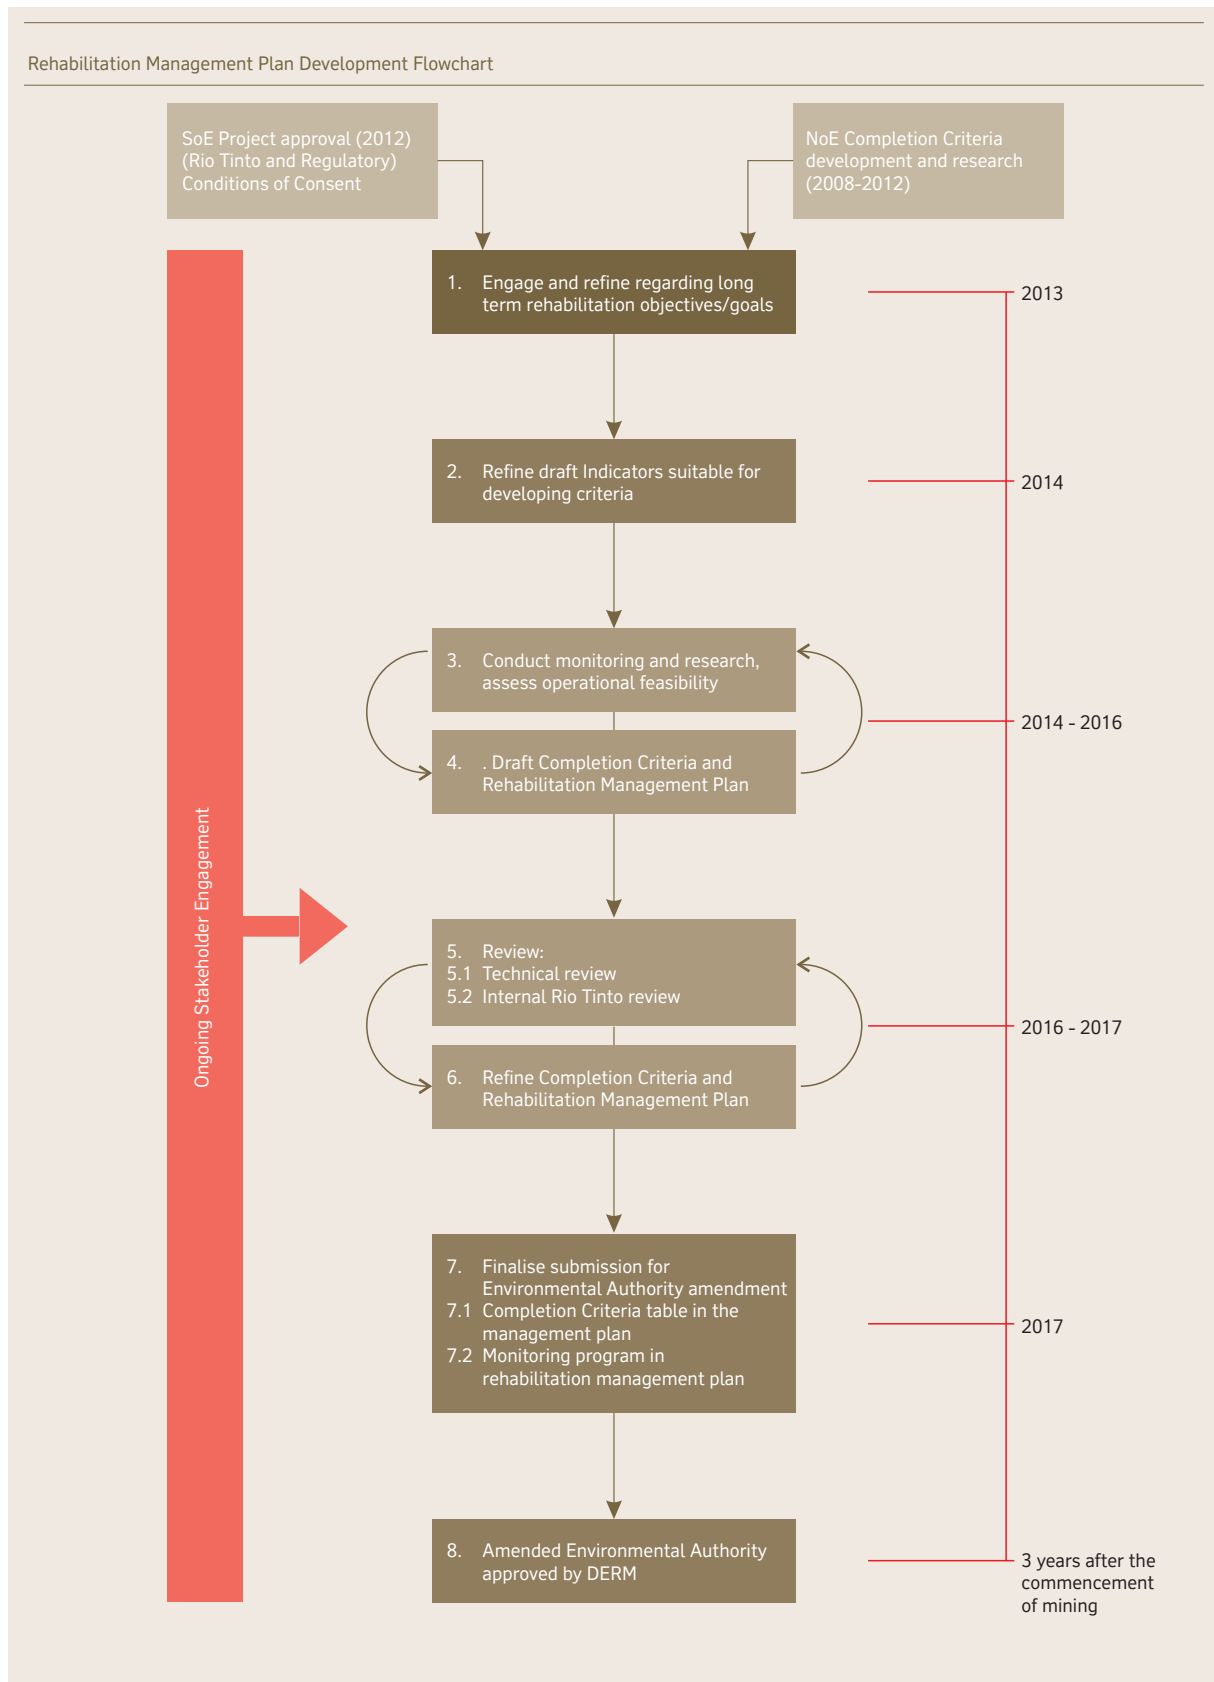 Rehabilitation Management Plan Development Flowchart
SoE Project approval (2012)
(Rio Tinto and Regulatory)
Conditions of Consent
NoE Completion Criteria
development and research
(2008-2012)
1. Engage and refine regarding long
term rehabilitation objectives/goals
2013
2. Refine draft Indicators suitable for
developing criteria
2014
3. Conduct monitoring and research,
assess operational feasibility
4. . Draft Completion Criteria and
Rehabilitation Management Plan
2014 - 2016
Ongoing Stakeholder Engagement
5. Review:
5.1 Technical review
5.2 Internal Rio Tinto review
6. Refine Completion Criteria and
Rehabilitation Management Plan
2016 - 2017
7. Finalise submission for
Environmental Authority amendment
7.1 Completion Criteria table in the
management plan
7.2 Monitoring program in
rehabilitation management plan
2017
8. Amended Environmental Authority
approved by DERM
3 years after the
commencement
of mining